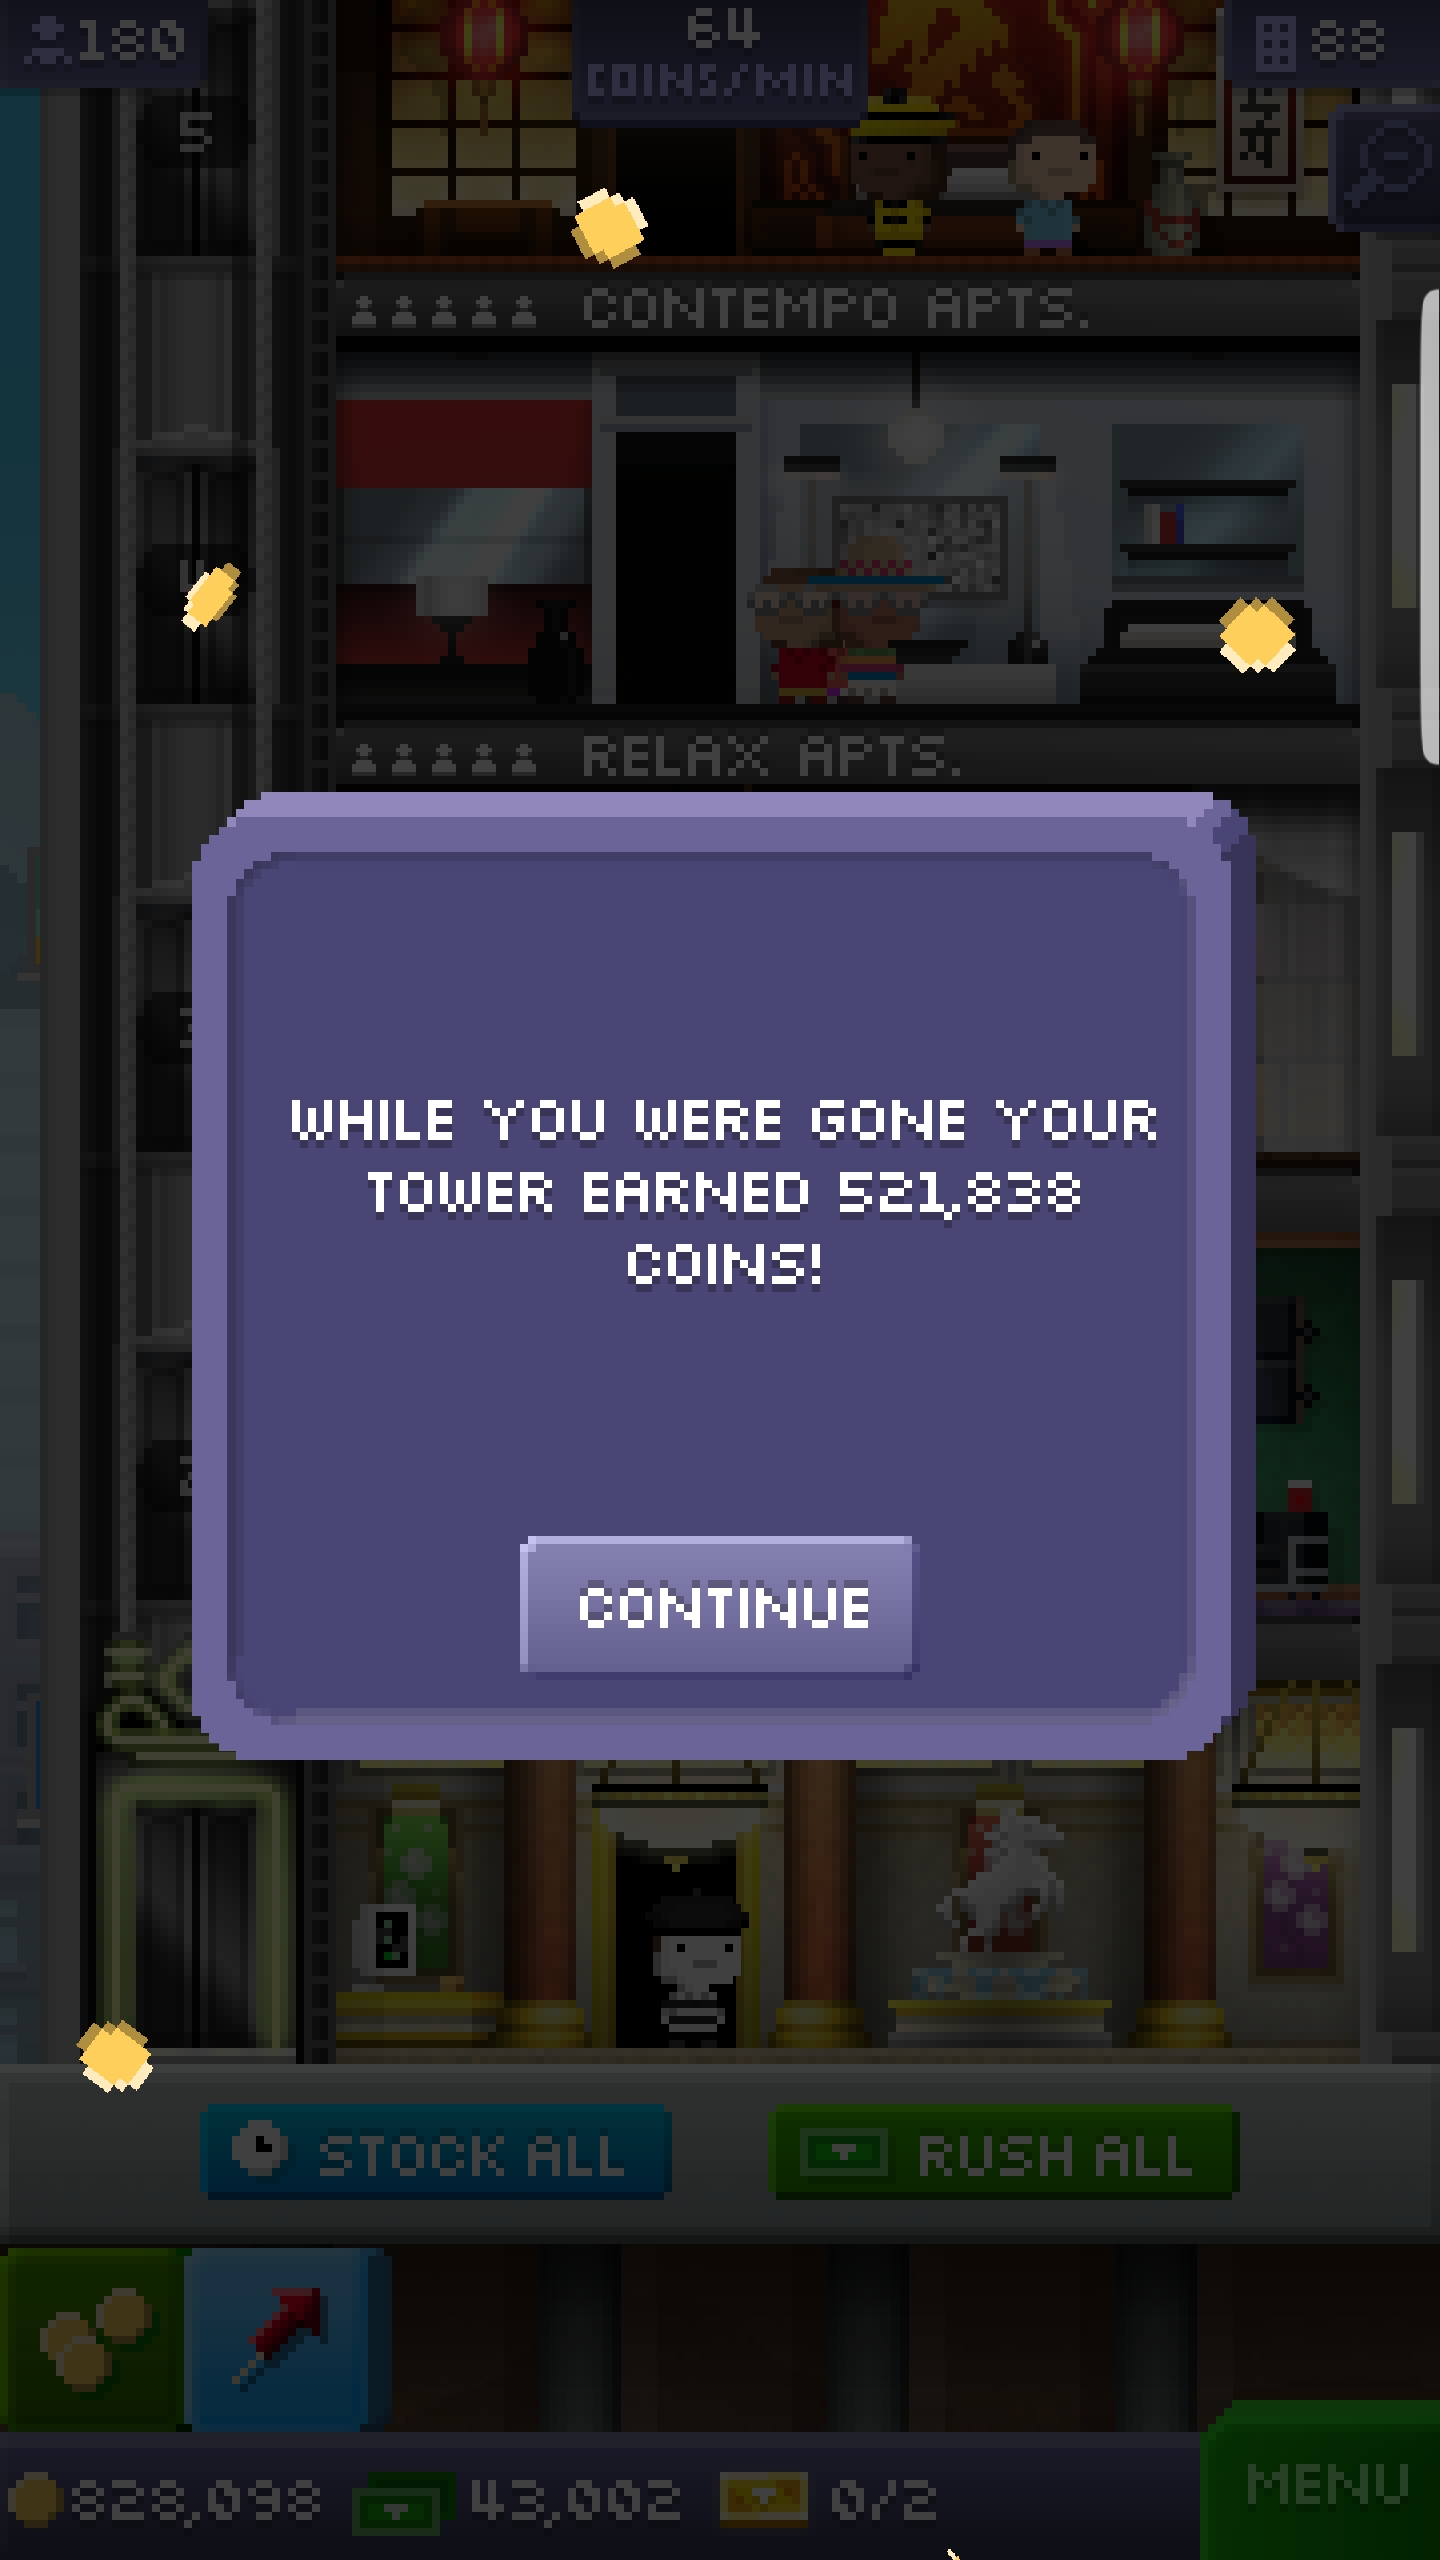 180
64
COINS/MIN
88
5
CONTEMPO APTS.
RELAX APTS.
WHILE YOU WERE GONE YOUR
TOWER EARNED 521,838
COINS!
CONTINUE
STOCK ALL
RUSH ALL
828,098
43,002
0/2
MENU